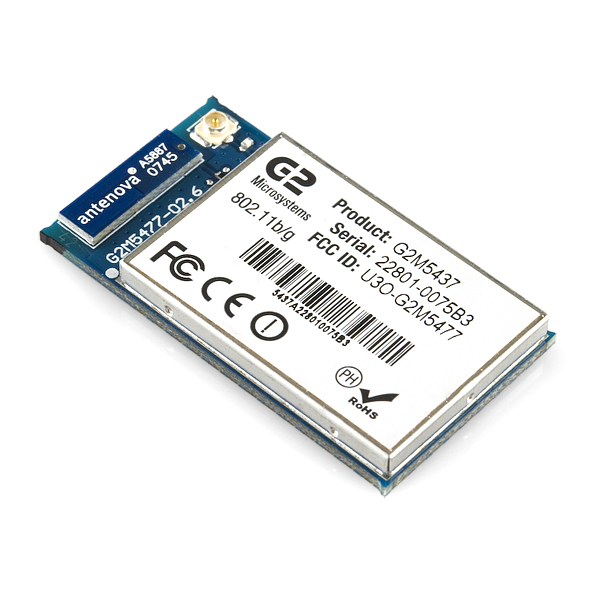 antenova® A5887
0745
G2M5477-02,6
G2
Microsystems
802.11b/g
Product: G2M5437
Serial: 22801-0075B3
FCC ID: U3O-G2M5477
5437A228010075B3
FC CE
PH
RoHS